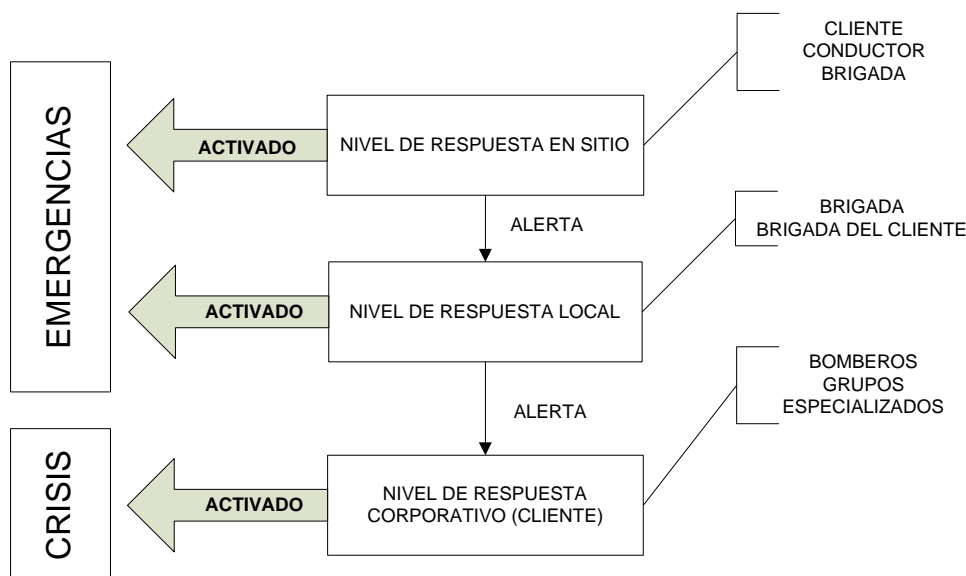 CLIENTE
CONDUCTOR
BRIGADA
EMERGENCIAS
ACTIVADO
NIVEL DE RESPUESTA EN SITIO
ALERTA
BRIGADA
BRIGADA DEL CLIENTE
ACTIVADO
NIVEL DE RESPUESTA LOCAL
ALERTA
BOMBEROS
GRUPOS
ESPECIALIZADOS
CRISIS
ACTIVADO
NIVEL DE RESPUESTA
CORPORATIVO (CLIENTE)